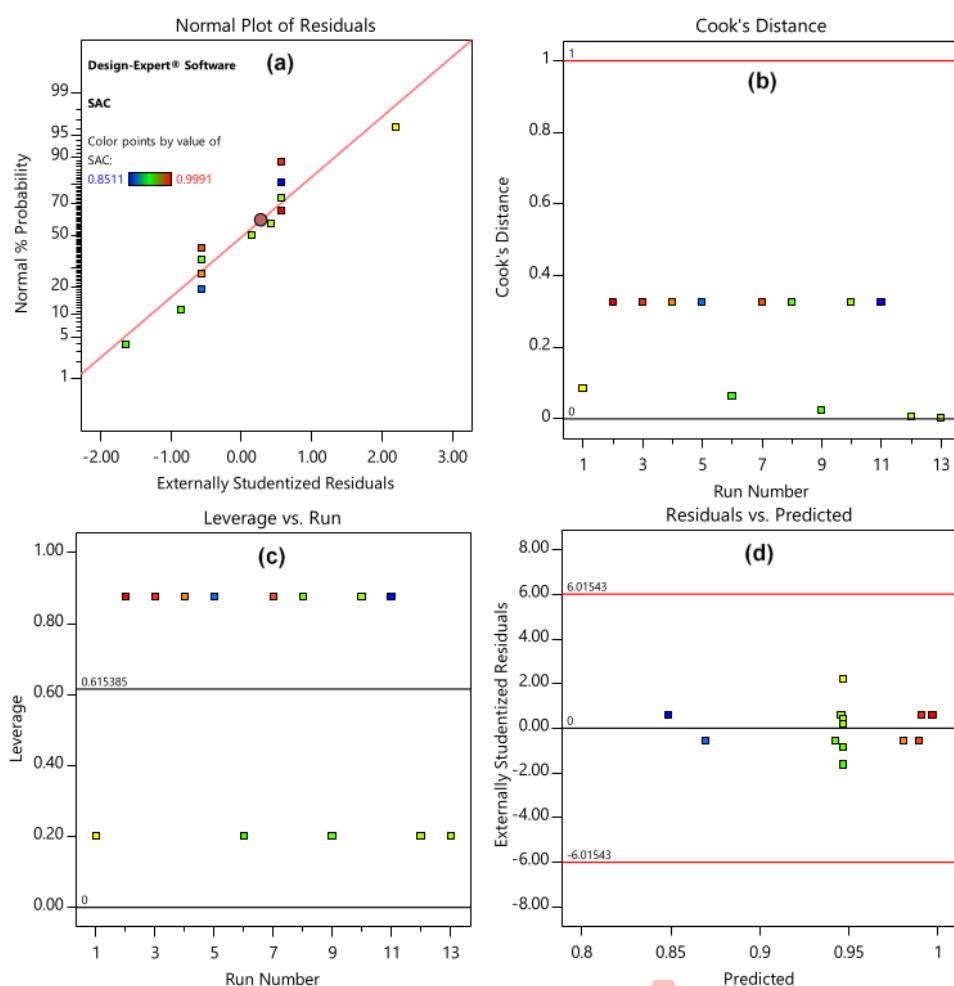 Normal Plot of Residuals
Design-Expert® Software
(a)
SAC
Color points by value of
SAC:
0.8511 0.9991
Normal % Probability
99
95
90
70
50
20
10
5
1
-2.00 -1.00 0.00 1.00 2.00 3.00
Externally Studentized Residuals
Cook's Distance
(b)
Cook's Distance
1
0.8
0.6
0.4
0.2
0
1
0
1 3 5 7 9 11 13
Run Number
Leverage vs. Run
(c)
Leverage
1.00
0.80
0.60
0.40
0.20
0.00
0.615385
0
1 3 5 7 9 11 13
Run Number
Residuals vs. Predicted
(d)
Externally Studentized Residuals
8.00
6.00
4.00
2.00
0.00
-2.00
-4.00
-6.00
-8.00
6.01543
0
-6.01543
0.8 0.85 0.9 0.95 1
Predicted